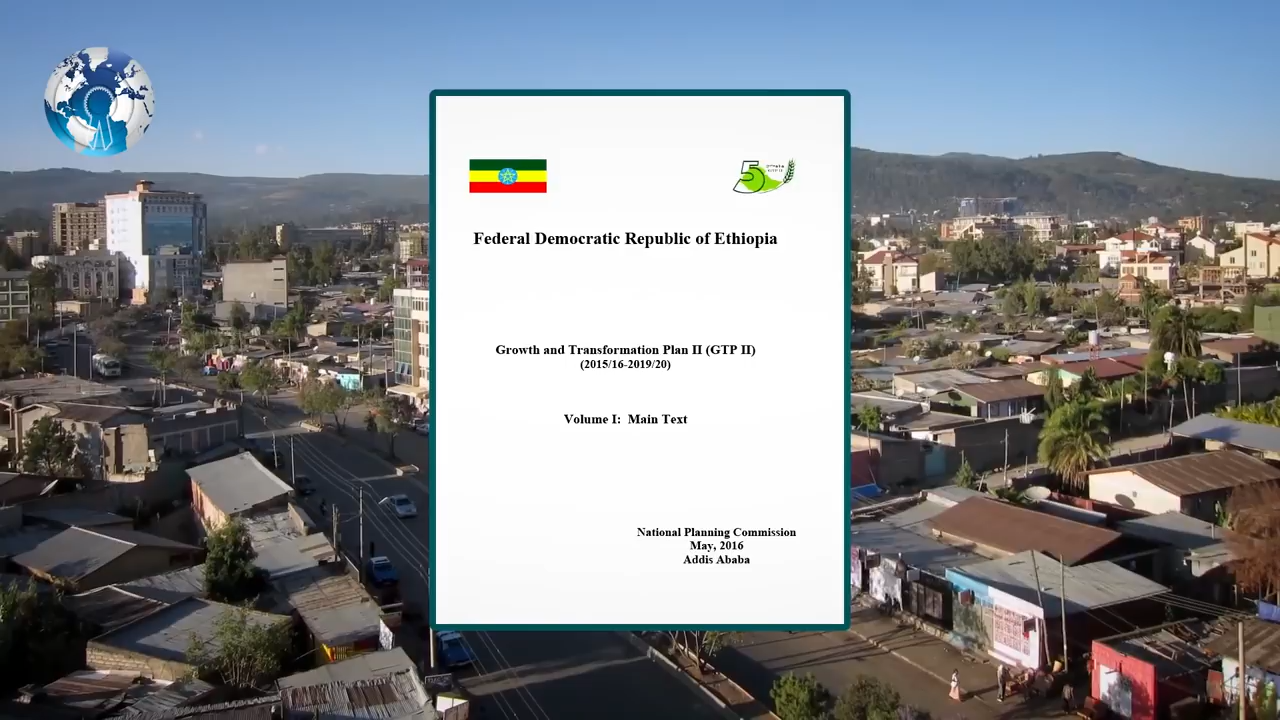 5
Federal Democratic Republic of Ethiopia
Growth and Transformation Plan II (GTP II)
(2015/16-2019/20)
Volume I: Main Text
National Planning Commission
May, 2016
Addis Ababa